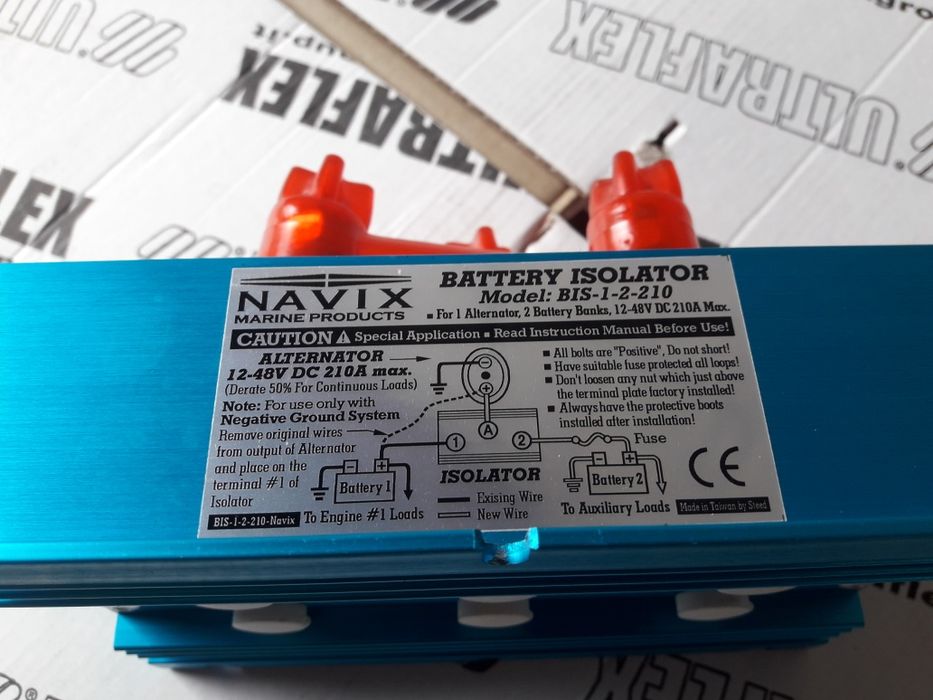 ULTRAFLEX
ULTRAFLEX
NAVIX
MARINE PRODUCTS
BATTERY ISOLATOR
Model: BIS-1-2-210
▪ For 1 Alternator, 2 Battery Banks, 12-48V DC 210A Max.
CAUTION ⚠ Special Application ▪ Read Instruction Manual Before Use!
ALTERNATOR
12-48V DC 210A max.
(Derate 50% For Continuous Loads)
Note: For use only with
Negative Ground System
Remove original wires
from output of Alternator
and place on the
terminal #1 of
Isolator
BIS-1-2-210-Navix
− 
+
A
1
2
ISOLATOR
− +
Battery 1
To Engine #1 Loads
Exising Wire
New Wire
▪ All bolts are "Positive", Do not short!
▪ Have suitable fuse protected all loops!
▪ Don't loosen any nut which just above
the terminal plate factory installed!
▪ Always have the protective boots
installed after installation!
Fuse
− +
Battery 2
To Auxiliary Loads
CE
Made in Taiwan by Steed
ULTRAFLEX